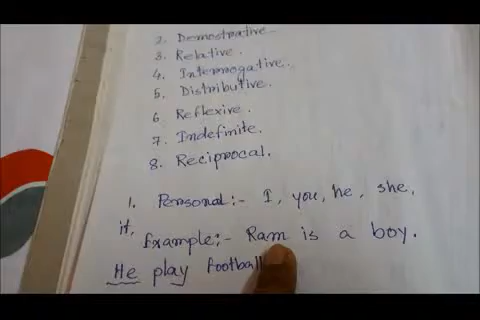 2. Demostrative.
3. Relative.
4. Interrogative.
5. Distributive.
6. Reflexive.
7. Indefinite.
8. Reciprocal.
1. Personal:- I, you, he, she,
it,
Example:- Ram is a boy.
He play football